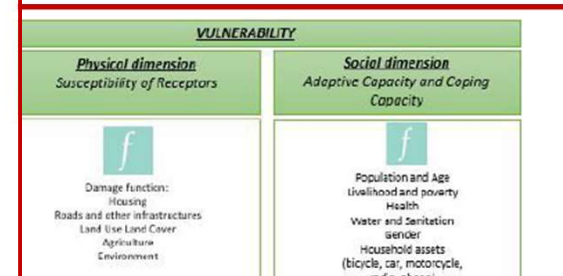 VULNERABILITY
Physical dimension
Susceptibility of Receptors
Social dimension
Adaptive Capacity and Coping
Capacity
f
Damage function:
Housing
Roads and other infrastructures
Land Use Land Cover
Agriculture
Environment
f
Population and Age
Livelihood and poverty
Health
Water and Sanitation
Gender
Household assets
(bicycle, car, motorcycle,